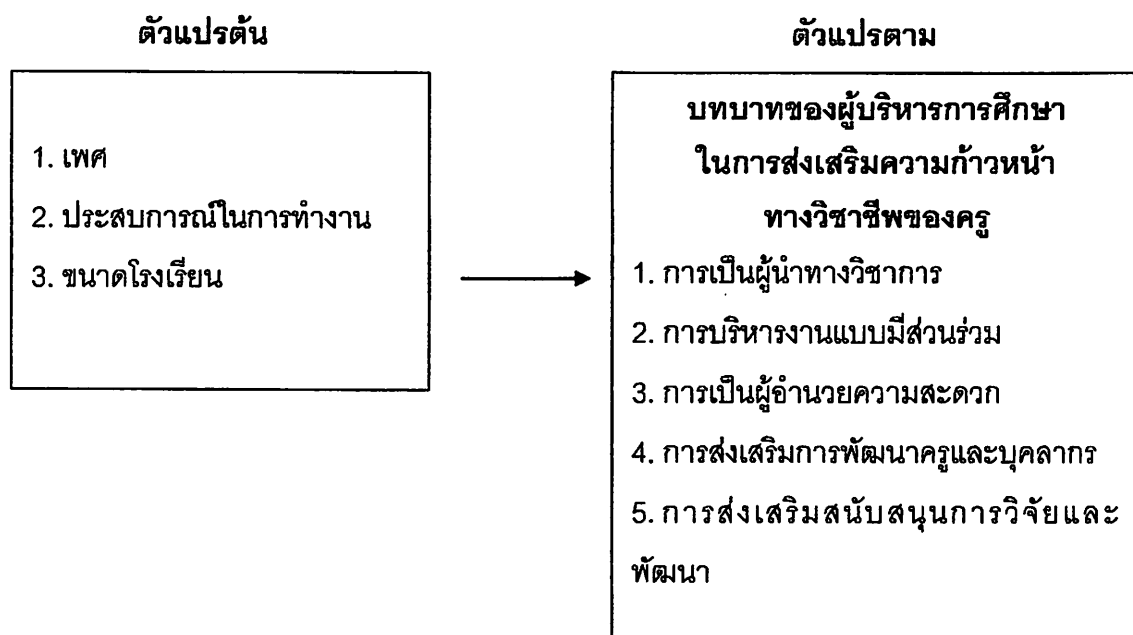 ตัวแปรต้น
1. เพศ
2. ประสบการณ์ในการทำงาน
3. ขนาดโรงเรียน
ตัวแปรตาม
บทบาทของผู้บริหารการศึกษา
ในการส่งเสริมความก้าวหน้า
ทางวิชาชีพของครู
1. การเป็นผู้นำทางวิชาการ
2. การบริหารงานแบบมีส่วนร่วม
3. การเป็นผู้อำนวยความสะดวก
4. การส่งเสริมการพัฒนาครูและบุคลากร
5. การส่งเสริมสนับสนุนการวิจัยและ
พัฒนา